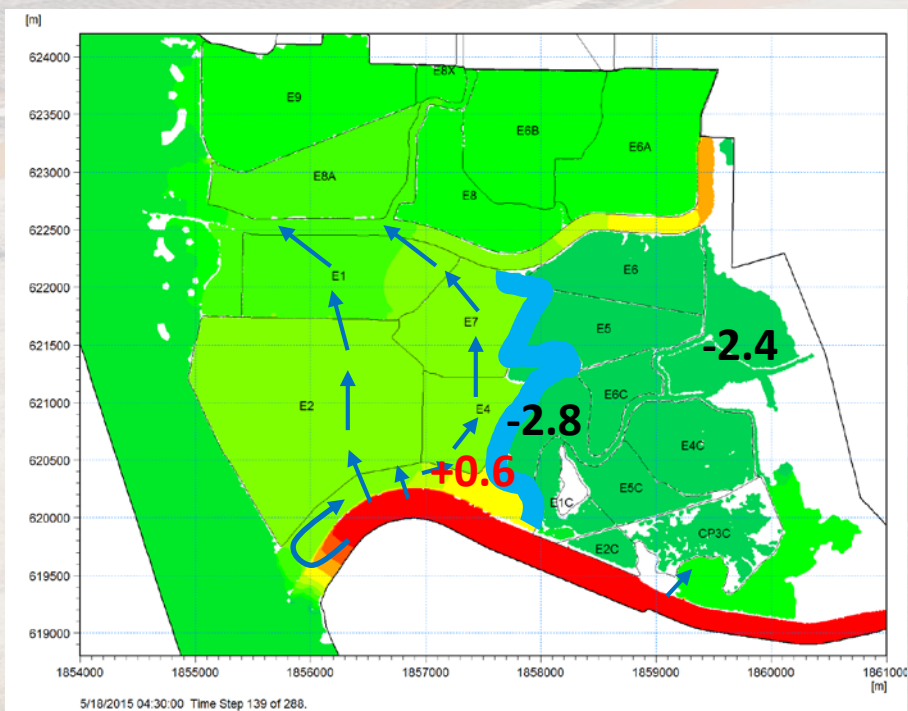 [m]
624000
623500
623000
622500
622000
621500
621000
620500
620000
619500
619000
E9
E8X
E6B
E6A
E8A
E8
E1
E6
E7
E5
-2.4
E2
E4
E6C
-2.8
E4C
+0.6
E1C
E5C
E2C
CP3C
1854000 1855000 1856000 1857000 1858000 1859000 1860000 1861000
[m]
5/18/2015 04:30:00 Time Step 139 of 288.